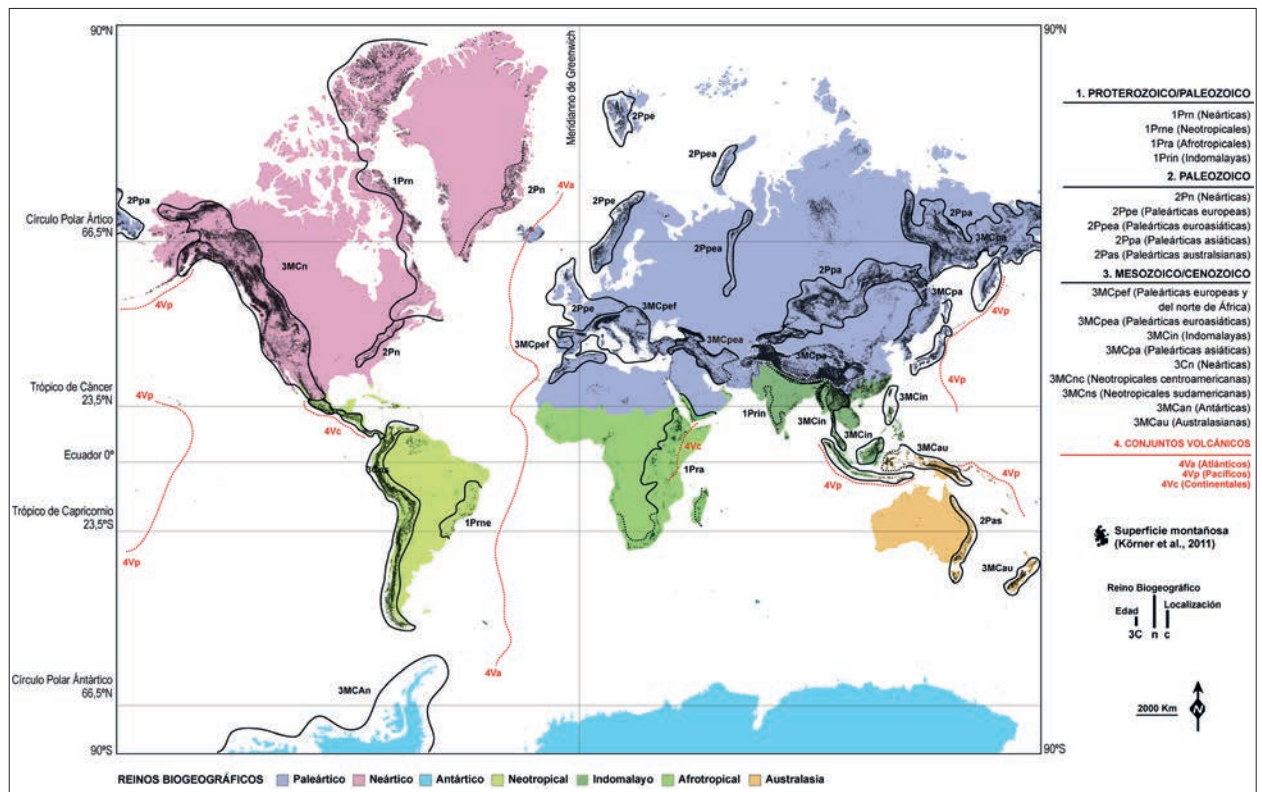 90ºN
90ºN
Meridianno de Greenwich
2Ppe
2Ppea
1Prn
2Pn
4Va
2Ppa
2Ppe
2Ppa
Círculo Polar Ártico
66,5ºN
2Ppea
3MCpa
3MCn
4Vp
2Ppa
3MCpa
4Vp
2Ppe
3MCpef
2Pn
3MCpef
3MCpea
3MCpa
4Vp
Trópico de Cáncer
23,5ºN
4Vp
4Vc
1Prin
3MCin
3MCin
3MCin
3MCau
4Vc
Ecuador 0º
3Cns
1Pra
4Vp
4Vp
Trópico de Capricornio
23,5ºS
1Prne
2Pas
4Vp
3MCau
4Va
Círculo Polar Ántártico
66,5ºN
3MCAn
90ºS
90ºS
1. PROTEROZOICO/PALEOZOICO
1Prn (Neárticas)
1Prne (Neotropicales)
1Pra (Afrotropicales)
1Prin (Indomalayas)
2. PALEOZOICO
2Pn (Neárticas)
2Ppe (Paleárticas europeas)
2Ppea (Paleárticas euroasiáticas)
2Ppa (Paleárticas asiáticas)
2Pas (Paleárticas australsianas)
3. MESOZOICO/CENOZOICO
3MCpef (Paleárticas europeas y
del norte de África)
3MCpea (Paleárticas euroasiáticas)
3MCin (Indomalayas)
3MCpa (Paleárticas asiáticas)
3Cn (Neárticas)
3MCnc (Neotropicales centroamericanas)
3MCns (Neotropicales sudamericanas)
3MCan (Antárticas)
3MCau (Australasianas)
4. CONJUNTOS VOLCÁNICOS
4Va (Atlánticos)
4Vp (Pacíficos)
4Vc (Continentales)
Superficie montañosa
(Körner et al., 2011)
Reino Biogeográfico
Edad
Localización
3C n c
2000 Km
N
REINOS BIOGEOGRÁFICOS Paleártico Neártico Antártico Neotropical Indomalayo Afrotropical Australasia